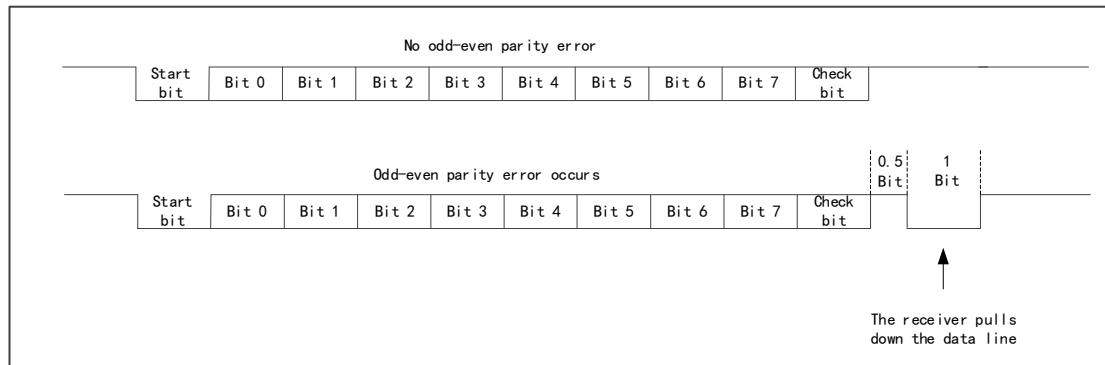 No odd-even parity error
Start bit
Bit 0
Bit 1
Bit 2
Bit 3
Bit 4
Bit 5
Bit 6
Bit 7
Check bit
0.5 Bit
1 Bit
Odd-even parity error occurs
Start bit
Bit 0
Bit 1
Bit 2
Bit 3
Bit 4
Bit 5
Bit 6
Bit 7
Check bit
The receiver pulls
down the data line